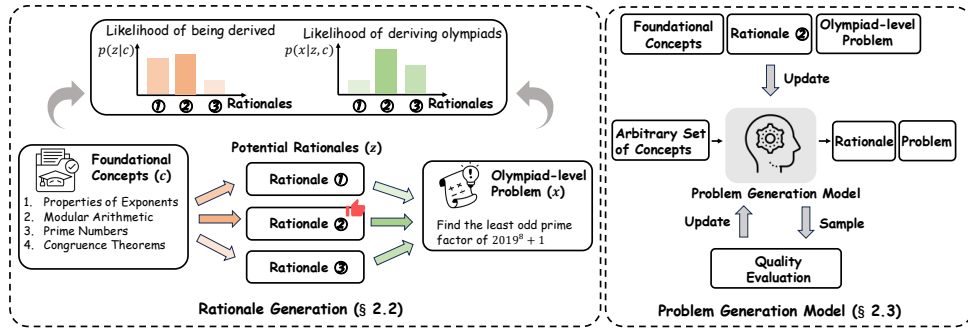 Likelihood of being derived
p(z|c)
① ② ③ Rationales
Likelihood of deriving olympiads
p(x|z, c)
① ② ③ Rationales
Foundational
Concepts (c)
1. Properties of Exponents
2. Modular Arithmetic
3. Prime Numbers
4. Congruence Theorems
Potential Rationales (z)
Rationale ①
Rationale ②
Rationale ③
Olympiad-level
Problem (x)
Find the least odd prime
factor of 2019⁸ + 1
Rationale Generation (§ 2.2)
Foundational
Concepts
Rationale ②
Olympiad-level
Problem
Update
Arbitrary Set
of Concepts
Rationale
Problem
Problem Generation Model
Update
Sample
Quality
Evaluation
Problem Generation Model (§ 2.3)